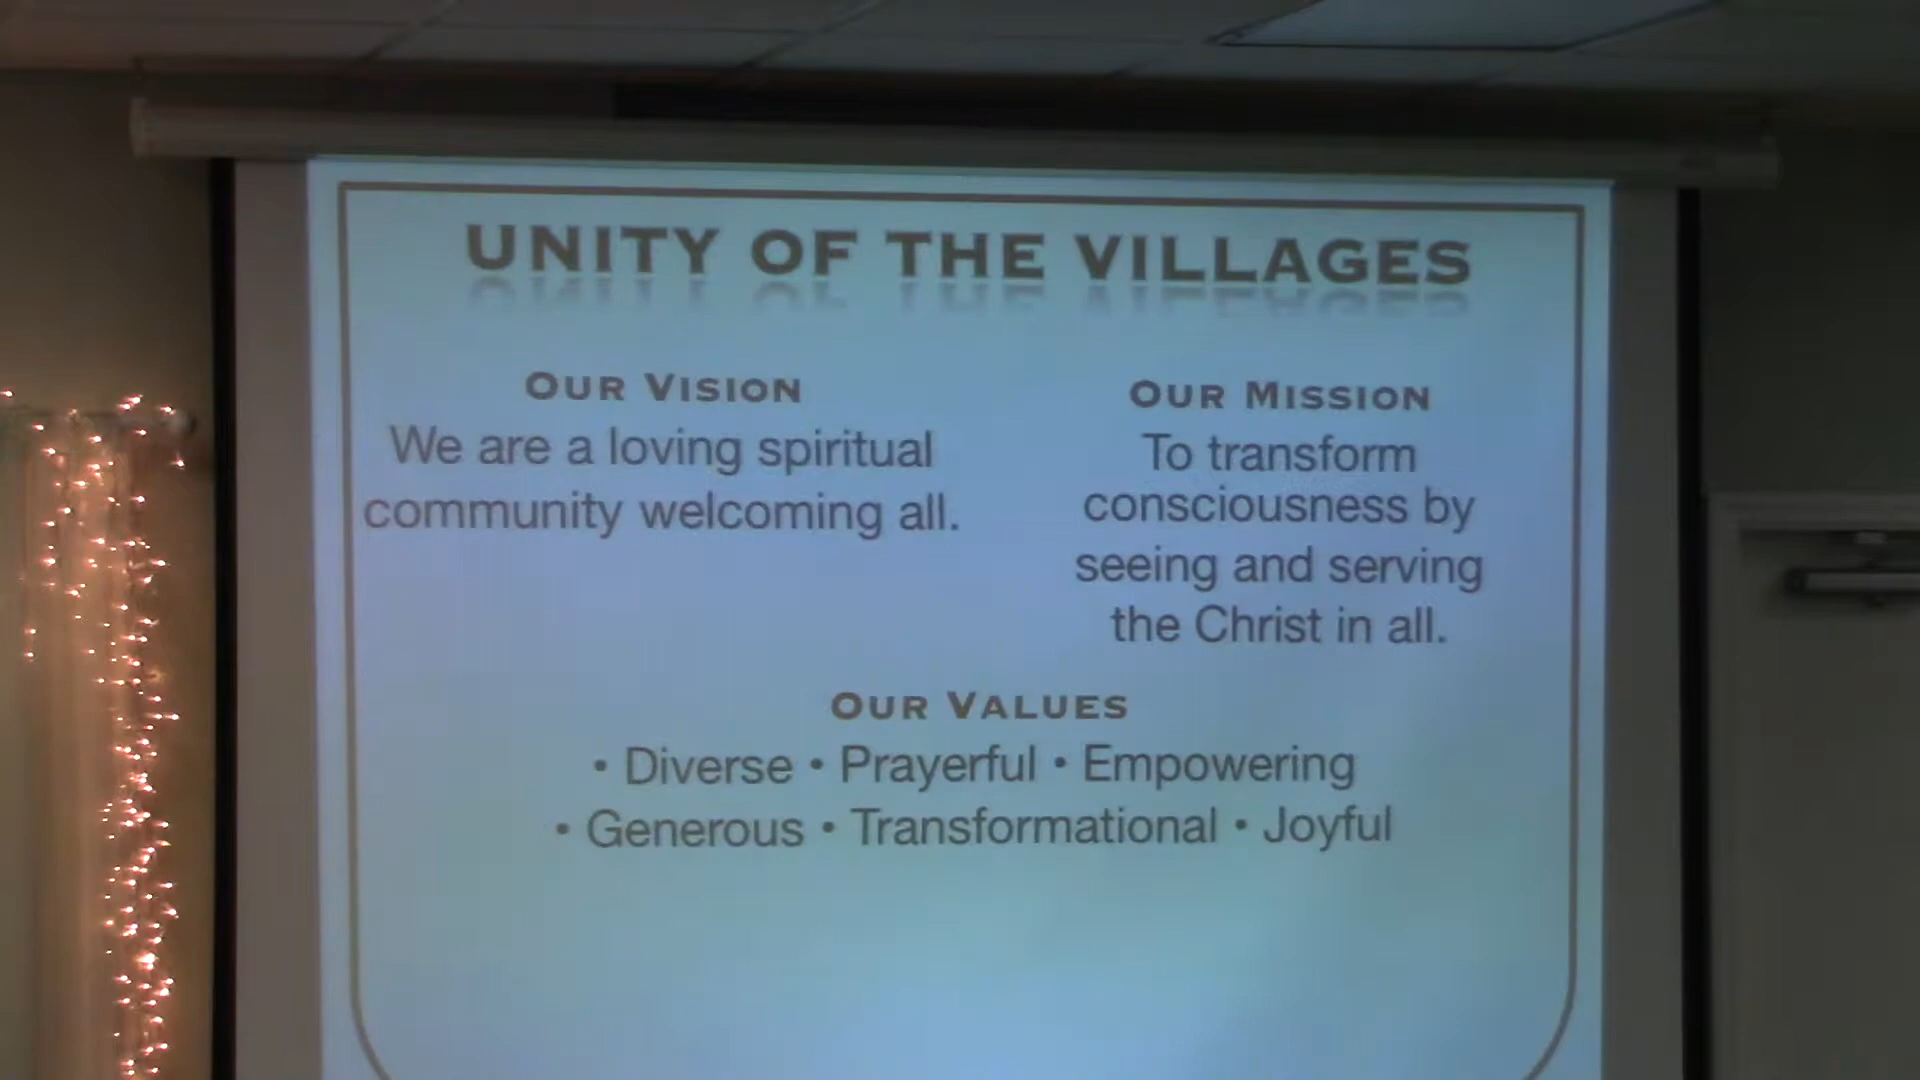 UNITY OF THE VILLAGES
OUR VISION
We are a loving spiritual
community welcoming all.
OUR MISSION
To transform
consciousness by
seeing and serving
the Christ in all.
OUR VALUES
• Diverse • Prayerful • Empowering
• Generous • Transformational • Joyful